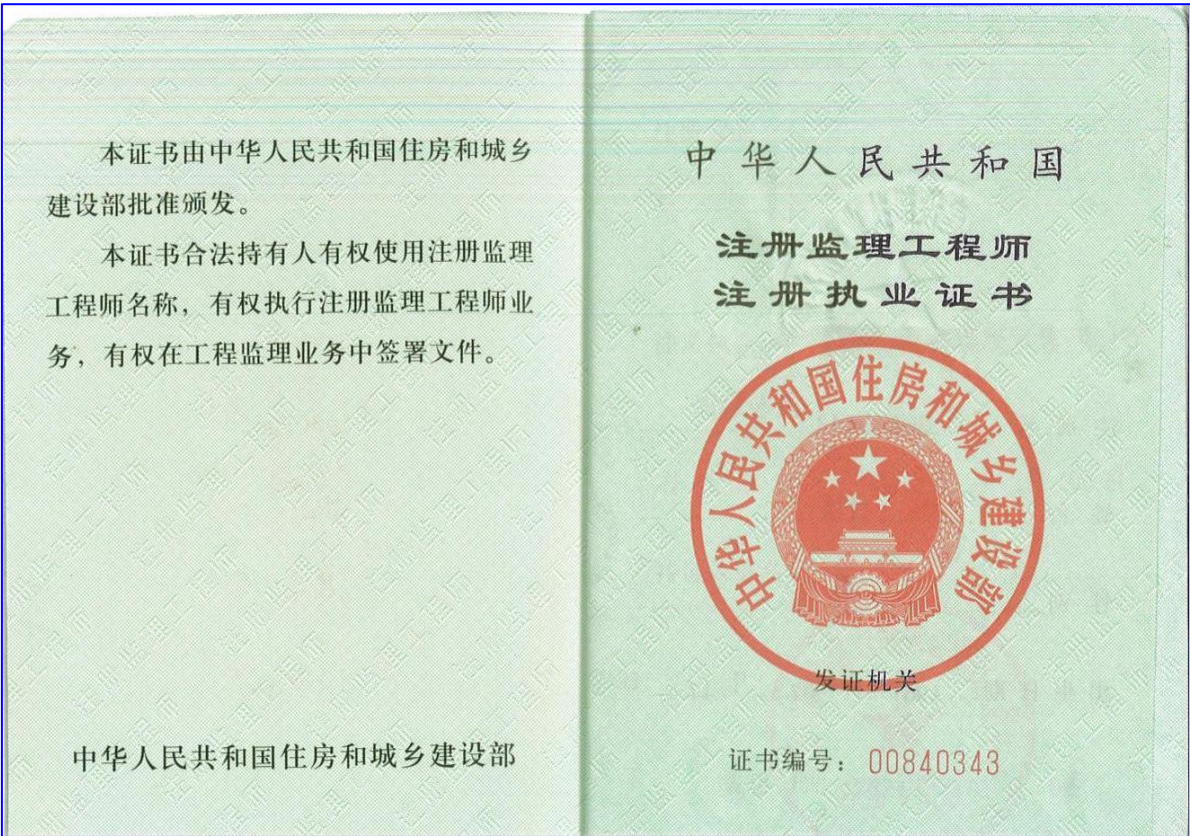 本证书由中华人民共和国住房和城乡
建设部批准颁发。
本证书合法持有人有权使用注册监理
工程师名称，有权执行注册监理工程师业
务，有权在工程监理业务中签署文件。
中华人民共和国住房和城乡建设部
中华人民共和国
注册监理工程师
注册执业证书
中华人民共和国住房和城乡建设部
发证机关
证书编号：00840343